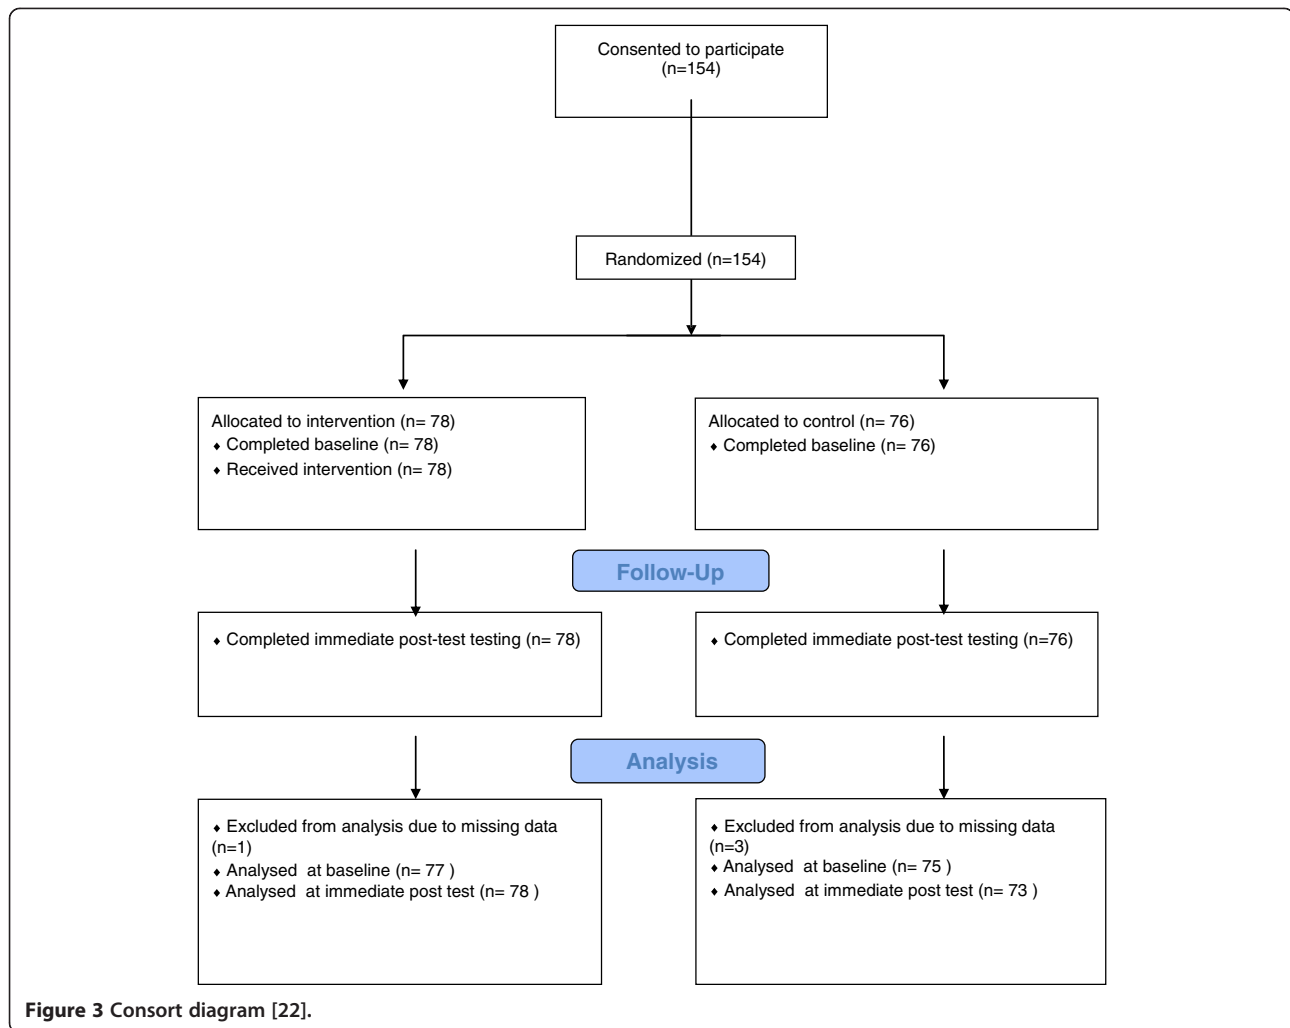 Consented to participate
(n=154)
Randomized (n=154)
Allocated to intervention (n= 78)
♦ Completed baseline (n= 78)
♦ Received intervention (n= 78)
Allocated to control (n= 76)
♦ Completed baseline (n= 76)
Follow-Up
♦ Completed immediate post-test testing (n= 78)
♦ Completed immediate post-test testing (n=76)
Analysis
♦ Excluded from analysis due to missing data
(n=1)
♦ Analysed  at baseline (n= 77 )
♦ Analysed  at immediate post test (n= 78 )
♦ Excluded from analysis due to missing data
(n=3)
♦ Analysed  at baseline (n= 75 )
♦ Analysed  at immediate post test (n= 73 )
Figure 3 Consort diagram [22].